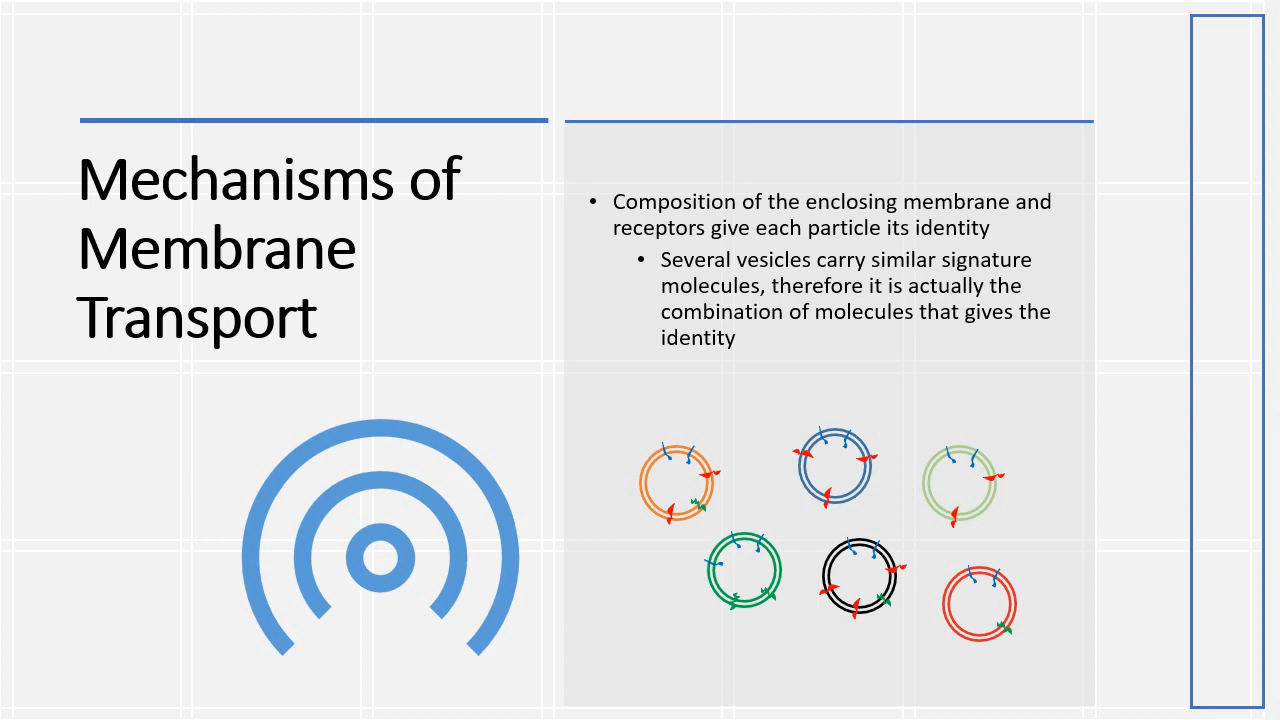 Mechanisms of
Membrane
Transport
• Composition of the enclosing membrane and
receptors give each particle its identity
• Several vesicles carry similar signature
molecules, therefore it is actually the
combination of molecules that gives the
identity